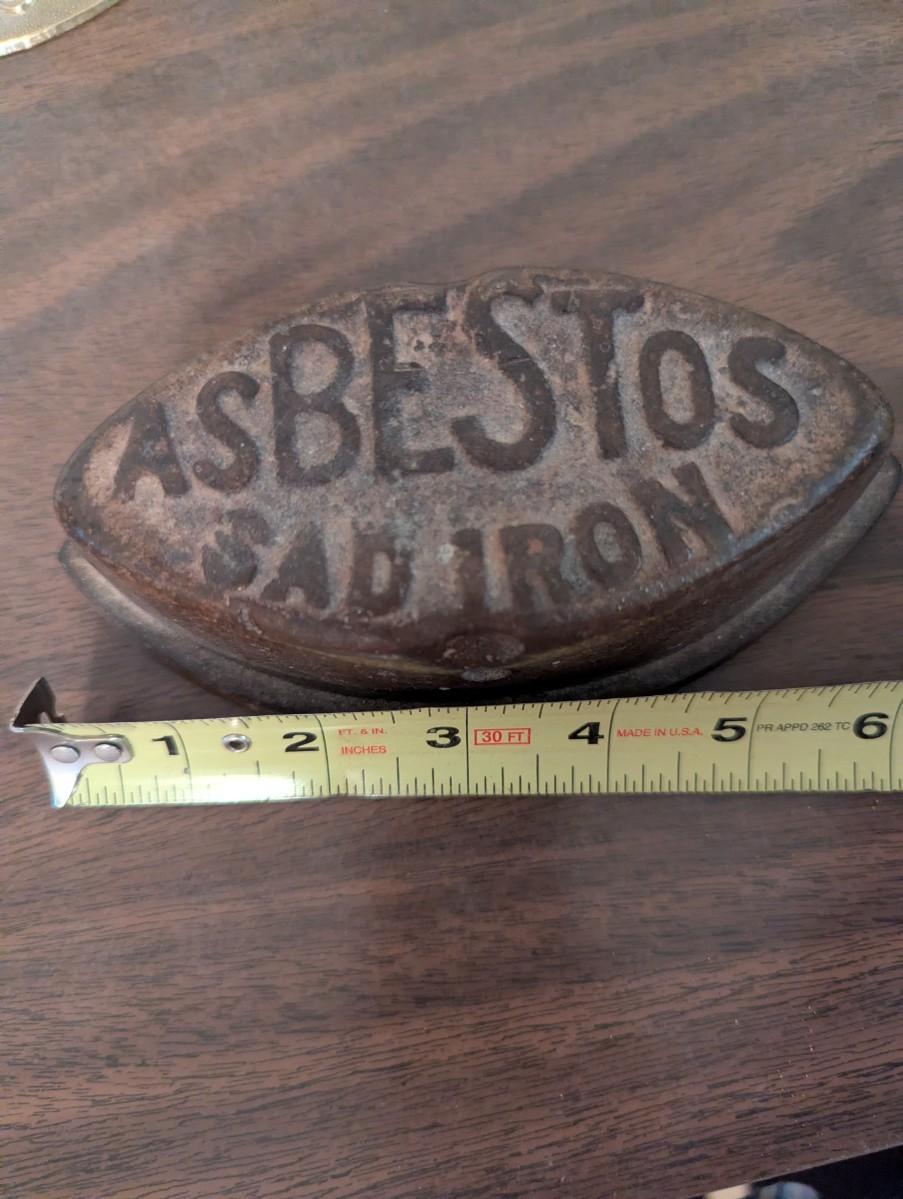 ASBESTOS
SAD IRON
1 2 FT. & IN. 3 30 FT 4 MADE IN U.S.A. 5 PR APPD 262 TC 6
INCHES